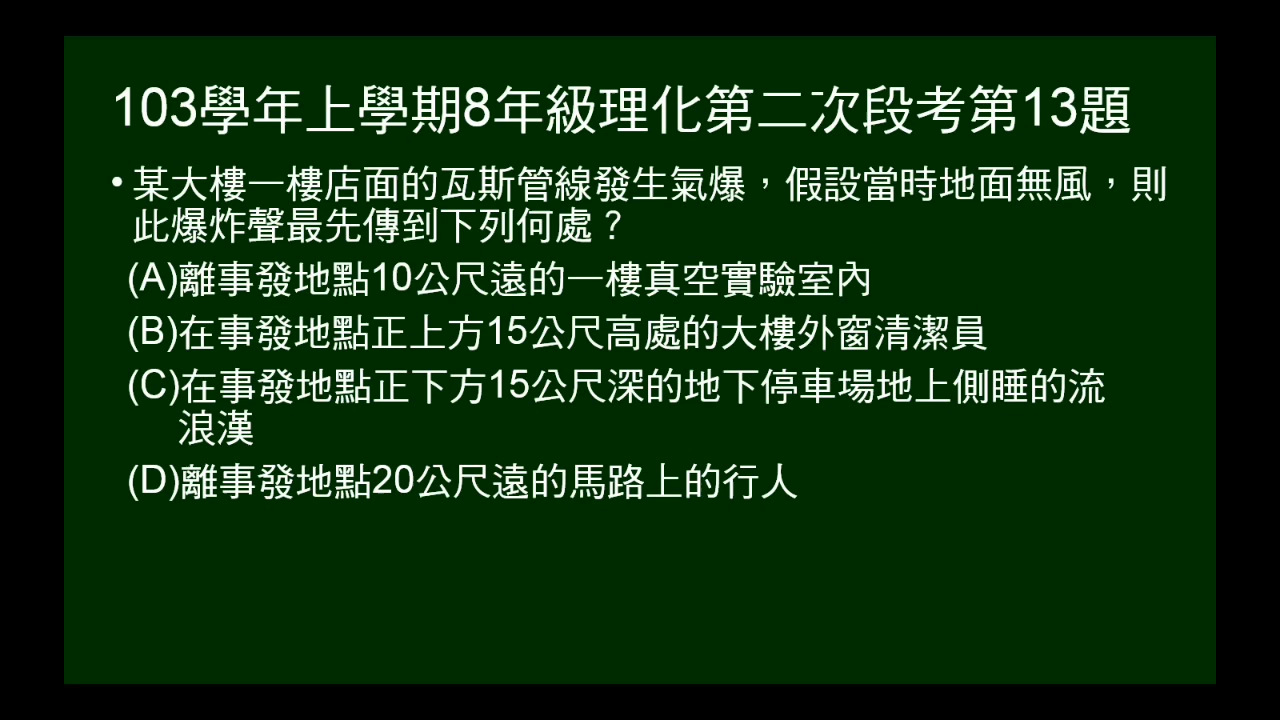 103學年上學期8年級理化第二次段考第13題
•某大樓一樓店面的瓦斯管線發生氣爆，假設當時地面無風，則
此爆炸聲最先傳到下列何處？
(A)離事發地點10公尺遠的一樓真空實驗室內
(B)在事發地點正上方15公尺高處的大樓外窗清潔員
(C)在事發地點正下方15公尺深的地下停車場地上側睡的流
浪漢
(D)離事發地點20公尺遠的馬路上的行人